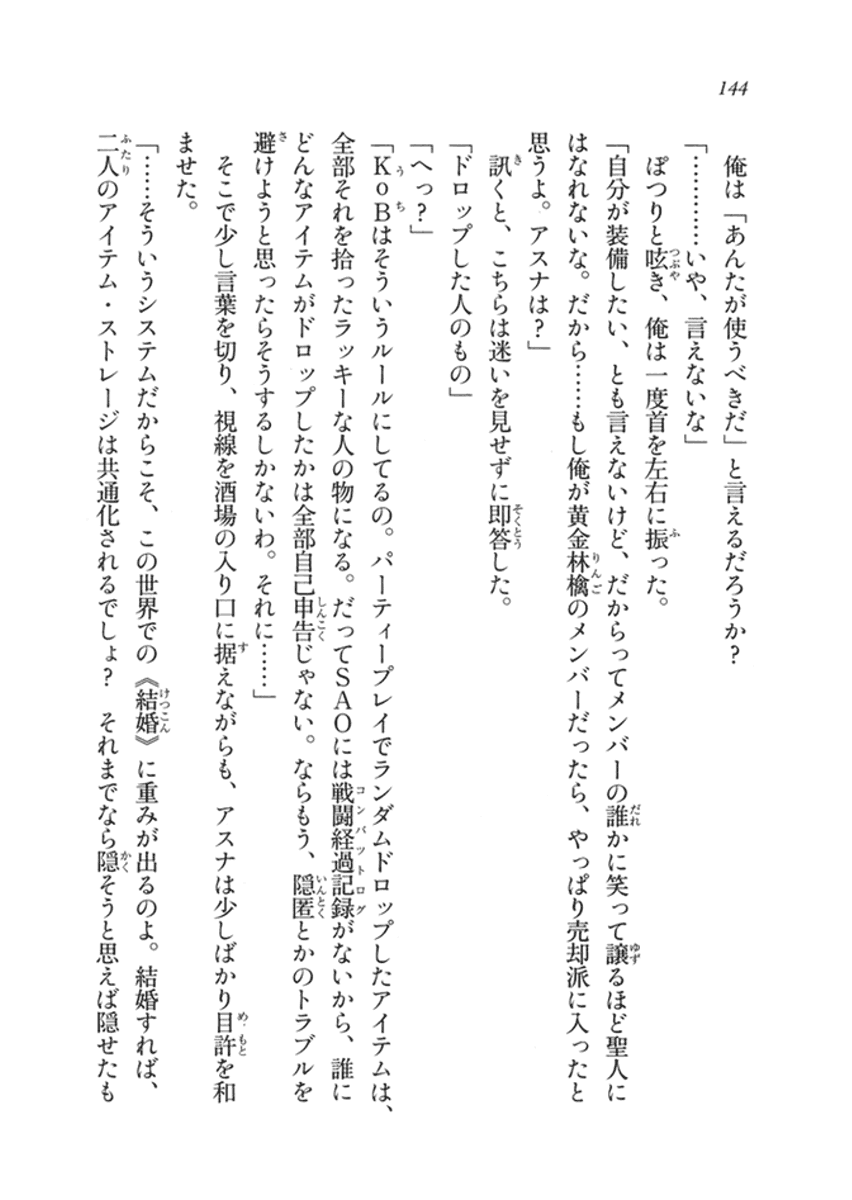 144
俺は「あんたが使うべきだ」と言えるだろうか？
「…………いや、言えないな」
ぽつりと呟き、俺は一度首を左右に振った。
「自分が装備したい、とも言えないけど、だからってメンバーの誰かに笑って譲るほど聖人に
はなれないな。だから……もし俺が黄金林檎のメンバーだったら、やっぱり売却派に入ったと
思うよ。アスナは？」
訊くと、こちらは迷いを見せずに即答した。
「ドロップした人のもの」
「へっ？」
「KoBはそういうルールにしてるの。パーティープレイでランダムドロップしたアイテムは、
全部それを拾ったラッキーな人の物になる。だってSAOには戦闘経過記録がないから、誰に
どんなアイテムがドロップしたかは全部自己申告じゃない。ならもう、隠匿とかのトラブルを
避けようと思ったらそうするしかないわ。それに……」
そこで少し言葉を切り、視線を酒場の入り口に据えながらも、アスナは少しばかり目許を和
ませた。
「……そういうシステムだからこそ、この世界での《結婚》に重みが出るのよ。結婚すれば、
二人のアイテム・ストレージは共通化されるでしょ？　それまでなら隠そうと思えば隠せたも